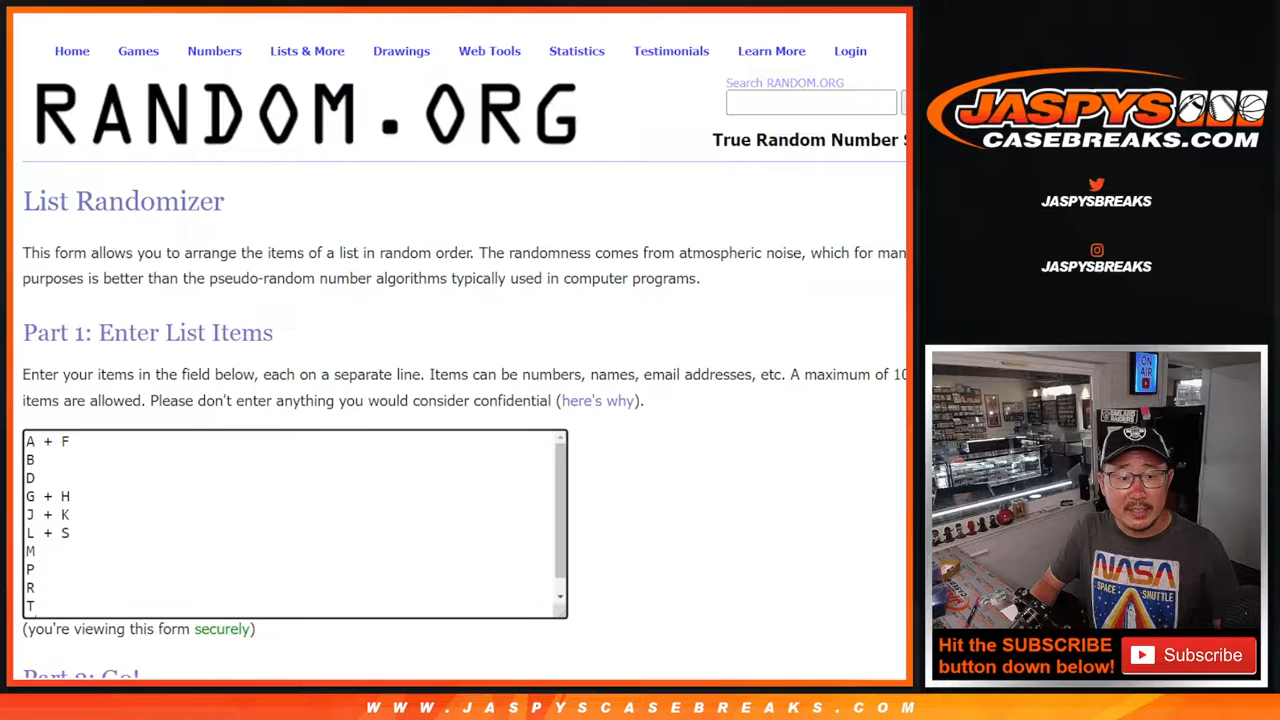 Home Games Numbers Lists & More Drawings Web Tools Statistics Testimonials Learn More Login
RANDOM.ORG
Search RANDOM.ORG
True Random Number S
List Randomizer
This form allows you to arrange the items of a list in random order. The randomness comes from atmospheric noise, which for man
purposes is better than the pseudo-random number algorithms typically used in computer programs.
Part 1: Enter List Items
Enter your items in the field below, each on a separate line. Items can be numbers, names, email addresses, etc. A maximum of 10
items are allowed. Please don't enter anything you would consider confidential (here's why).
A + F
B
D
G + H
J + K
L + S
M
P
R
T
(you're viewing this form securely)
Part 2: Go!
JASPYS
CASEBREAKS.COM
JASPYSBREAKS
JASPYSBREAKS
ON
AIR
OAKLAND
RAIDERS
NASA
SPACE SHUTTLE
Hit the SUBSCRIBE
button down below!
Subscribe
WWW.JASPYSCASEBREAKS.COM